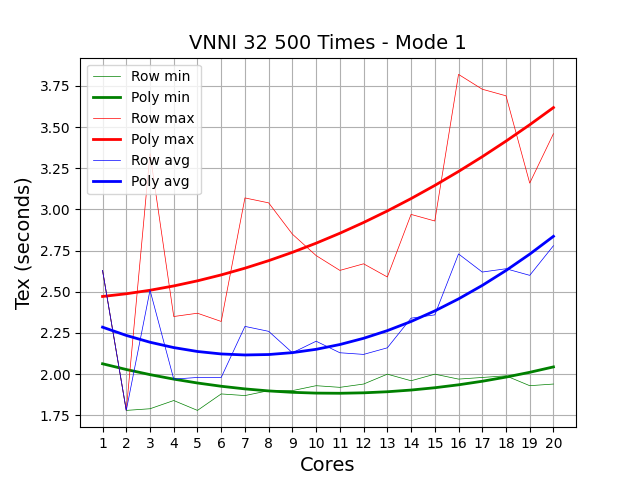 VNNI 32 500 Times - Mode 1
Row min
Poly min
Row max
Poly max
Row avg
Poly avg
Tex (seconds)
3.75
3.50
3.25
3.00
2.75
2.50
2.25
2.00
1.75
1 2 3 4 5 6 7 8 9 10 11 12 13 14 15 16 17 18 19 20
Cores